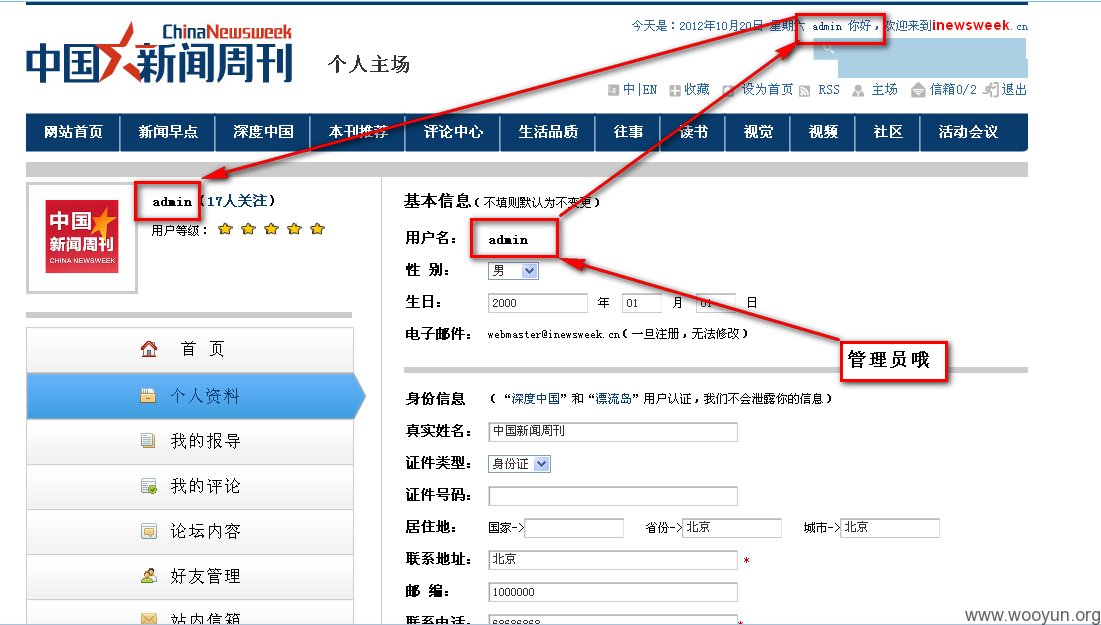 今天是：2012年10月20日 星期六 admin 你好，欢迎来到inewsweek.cn
ChinaNewsweek
中国新闻周刊
个人主场
中|EN 收藏 设为首页 RSS 主场 信箱0/2 退出
网站首页 新闻早点 深度中国 本刊推荐 评论中心 生活品质 往事 读书 视觉 视频 社区 活动会议
中国
新闻周刊
CHINA NEWSWEEK
admin (17人关注)
用户等级：
首 页
个人资料
我的报导
我的评论
论坛内容
好友管理
站内信箱
基本信息(不填则默认为不变更)
用户名： admin
性 别： 男
生日： 2000 年 01 月 01 日
电子邮件： webmaster@inewsweek.cn(一旦注册，无法修改)
管理员哦
身份信息 (“深度中国”和“漂流岛”用户认证，我们不会泄露你的信息)
真实姓名： 中国新闻周刊
证件类型： 身份证
证件号码：
居住地： 国家-> 省份->北京 城市->北京
联系地址： 北京 *
邮 编： 1000000
联系电话： 68686868 *
www.wooyun.org